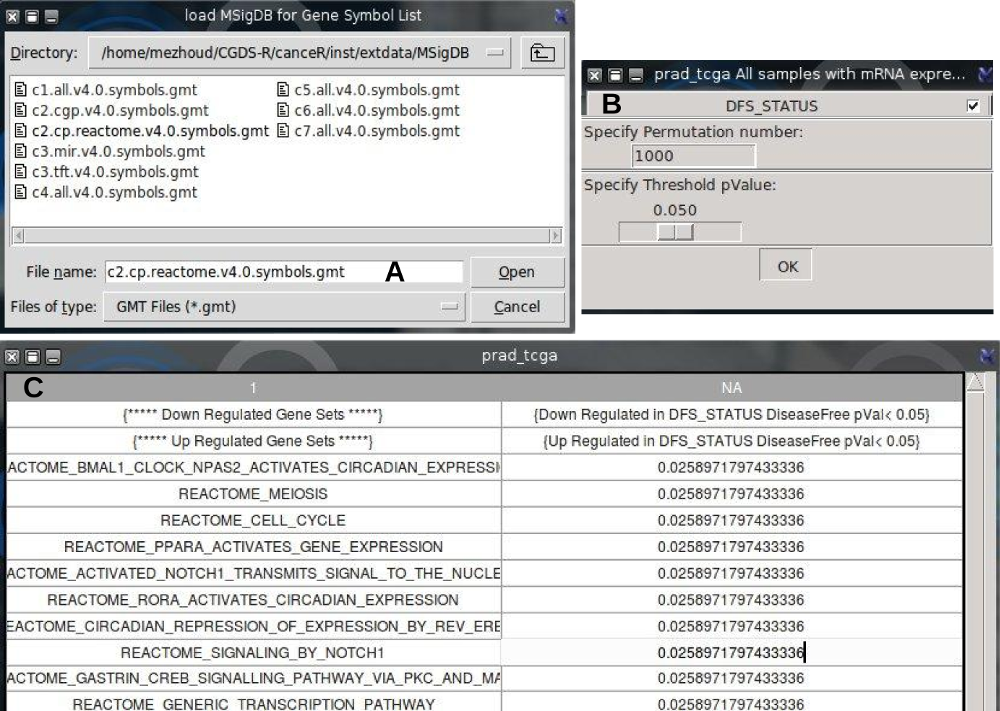 load MSigDB for Gene Symbol List
Directory: /home/mezhoud/CGDS-R/canceR/inst/extdata/MSigDB
c1.all.v4.0.symbols.gmt
c2.cgp.v4.0.symbols.gmt
c2.cp.reactome.v4.0.symbols.gmt
c3.mir.v4.0.symbols.gmt
c3.tft.v4.0.symbols.gmt
c4.all.v4.0.symbols.gmt
c5.all.v4.0.symbols.gmt
c6.all.v4.0.symbols.gmt
c7.all.v4.0.symbols.gmt
File name: c2.cp.reactome.v4.0.symbols.gmt A Open
Files of type: GMT Files (*.gmt) Cancel
prad_tcga All samples with mRNA expre...
B DFS_STATUS
Specify Permutation number:
1000
Specify Threshold pValue:
0.050
OK
prad_tcga
C 1 NA
{***** Down Regulated Gene Sets *****} {Down Regulated in DFS_STATUS DiseaseFree pVal< 0.05}
{***** Up Regulated Gene Sets *****} {Up Regulated in DFS_STATUS DiseaseFree pVal< 0.05}
ACTOME_BMAL1_CLOCK_NPAS2_ACTIVATES_CIRCADIAN_EXPRESSI 0.0258971797433336
REACTOME_MEIOSIS 0.0258971797433336
REACTOME_CELL_CYCLE 0.0258971797433336
REACTOME_PPARA_ACTIVATES_GENE_EXPRESSION 0.0258971797433336
ACTOME_ACTIVATED_NOTCH1_TRANSMITS_SIGNAL_TO_THE_NUCLE 0.0258971797433336
REACTOME_RORA_ACTIVATES_CIRCADIAN_EXPRESSION 0.0258971797433336
EACTOME_CIRCADIAN_REPRESSION_OF_EXPRESSION_BY_REV_ERE 0.0258971797433336
REACTOME_SIGNALING_BY_NOTCH1 0.0258971797433336
ACTOME_GASTRIN_CREB_SIGNALLING_PATHWAY_VIA_PKC_AND_MA 0.0258971797433336
REACTOME_GENERIC_TRANSCRIPTION_PATHWAY 0.0258971797433336